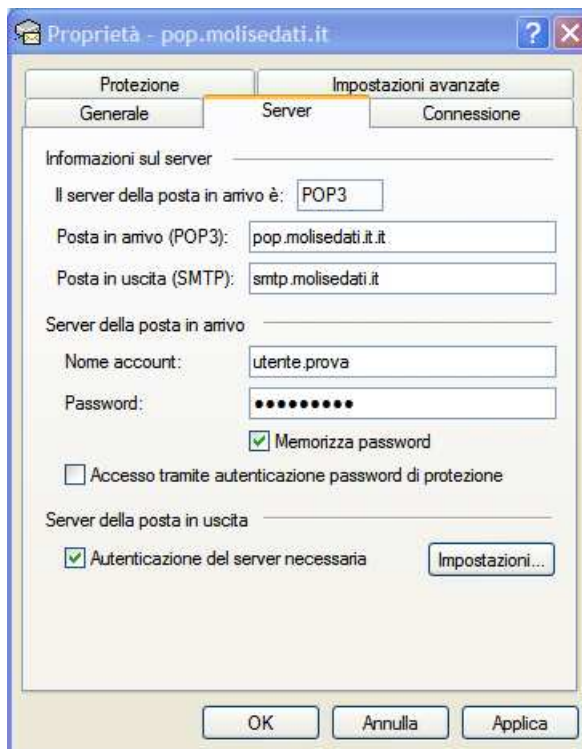 Proprietà - pop.molisedati.it
Protezione Impostazioni avanzate
Generale Server Connessione
Informazioni sul server
Il server della posta in arrivo è: POP3
Posta in arrivo (POP3): pop.molisedati.it.it
Posta in uscita (SMTP): smtp.molisedati.it
Server della posta in arrivo
Nome account: utente.prova
Password: •••••••••
Memorizza password
Accesso tramite autenticazione password di protezione
Server della posta in uscita
Autenticazione del server necessaria Impostazioni...
OK Annulla Applica